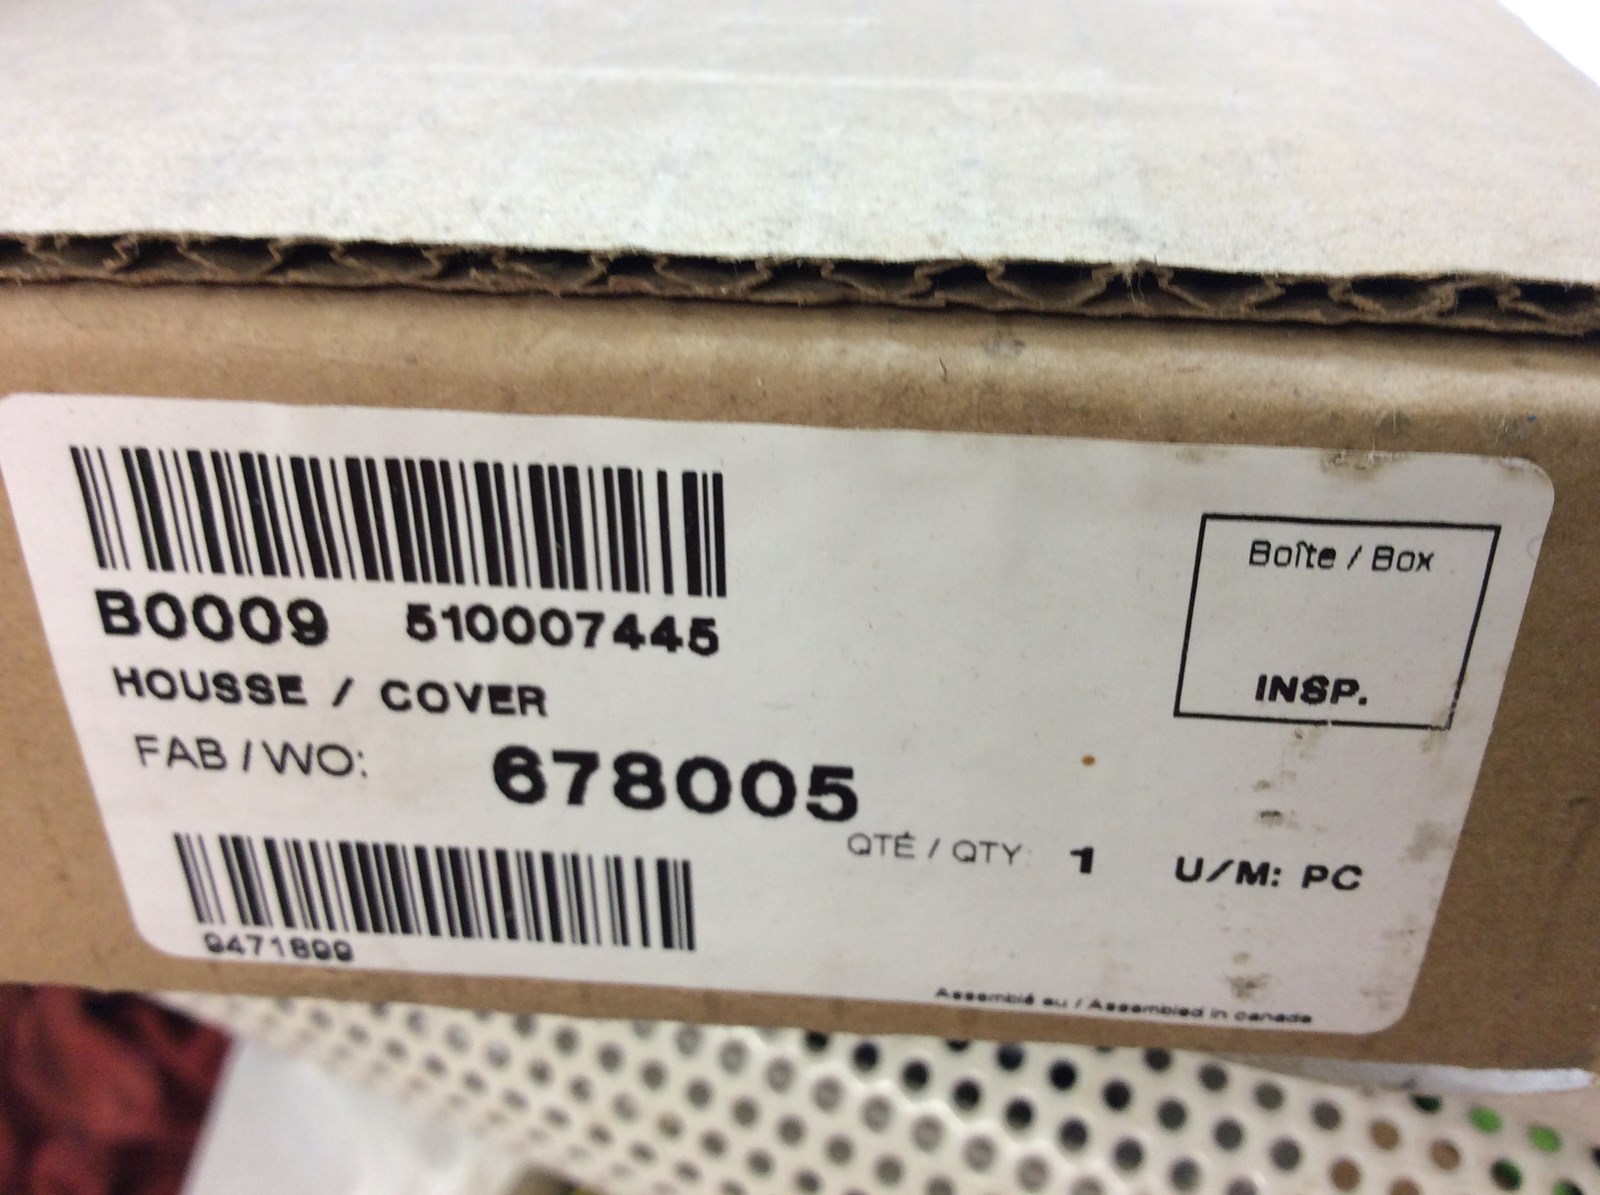 B0009 510007445
HOUSSE / COVER
FAB / WO: 678005
QTÉ / QTY: 1 U/M: PC
9471899
Boîte / Box
INSP.
Assemblé au / Assembled in canada